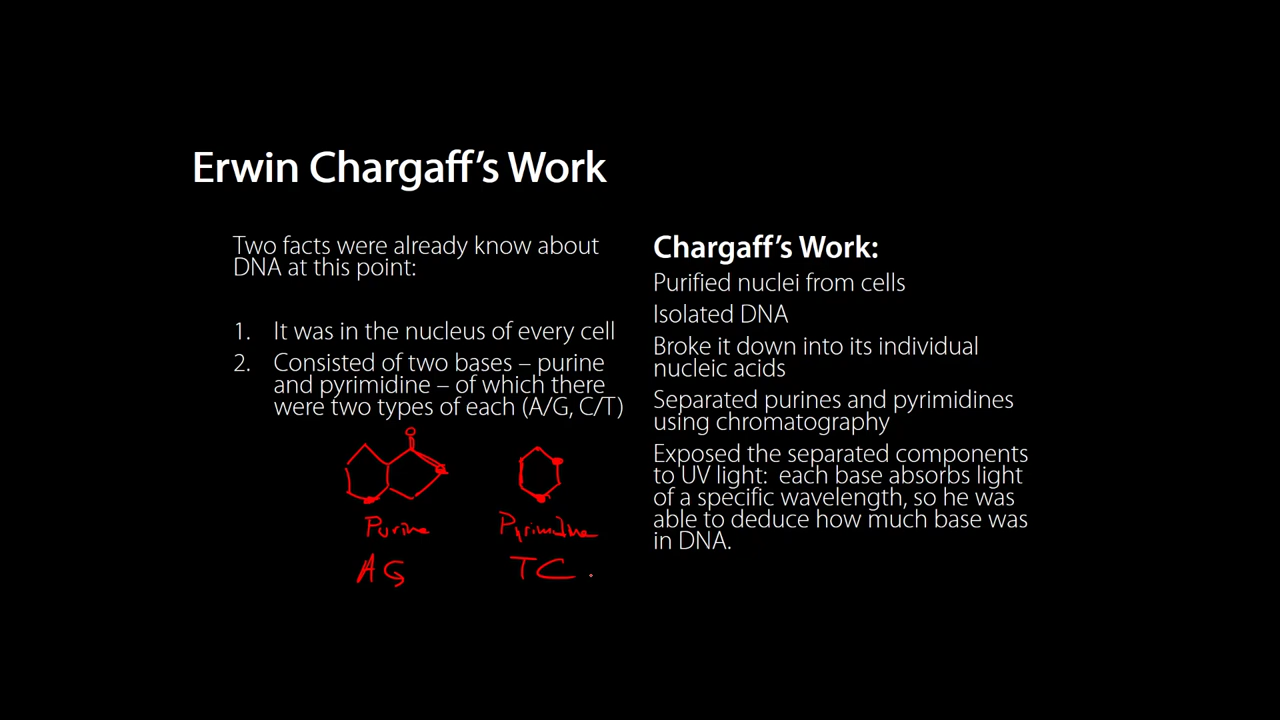 Erwin Chargaff's Work
Two facts were already know about
DNA at this point:
1. It was in the nucleus of every cell
2. Consisted of two bases – purine
and pyrimidine – of which there
were two types of each (A/G, C/T)
Purine
Pyrimidine
A G
T C
Chargaff's Work:
Purified nuclei from cells
Isolated DNA
Broke it down into its individual
nucleic acids
Separated purines and pyrimidines
using chromatography
Exposed the separated components
to UV light: each base absorbs light
of a specific wavelength, so he was
able to deduce how much base was
in DNA.